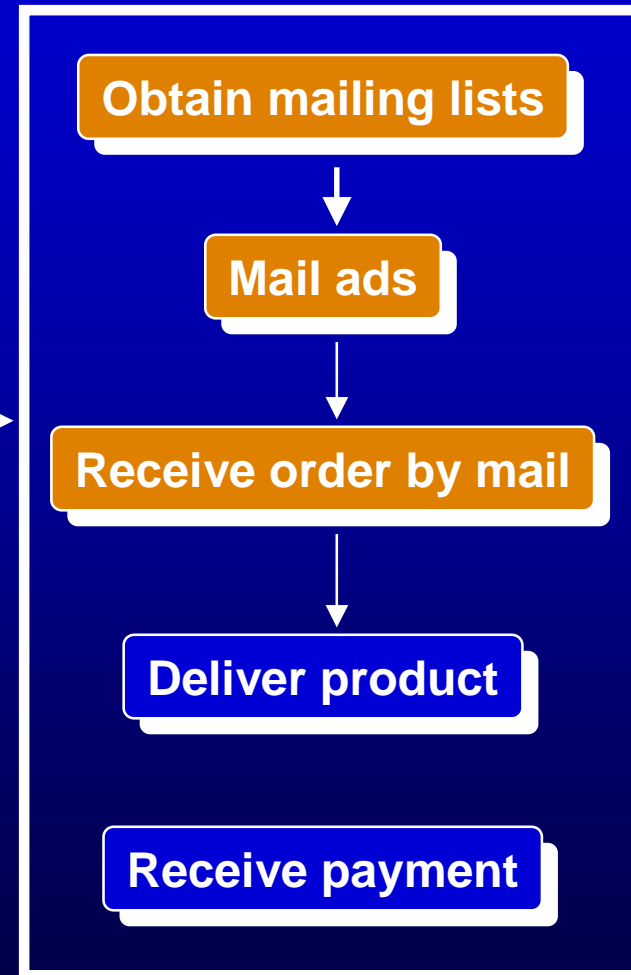 Obtain mailing lists
Mail ads
Receive order by mail
Deliver product
Receive payment